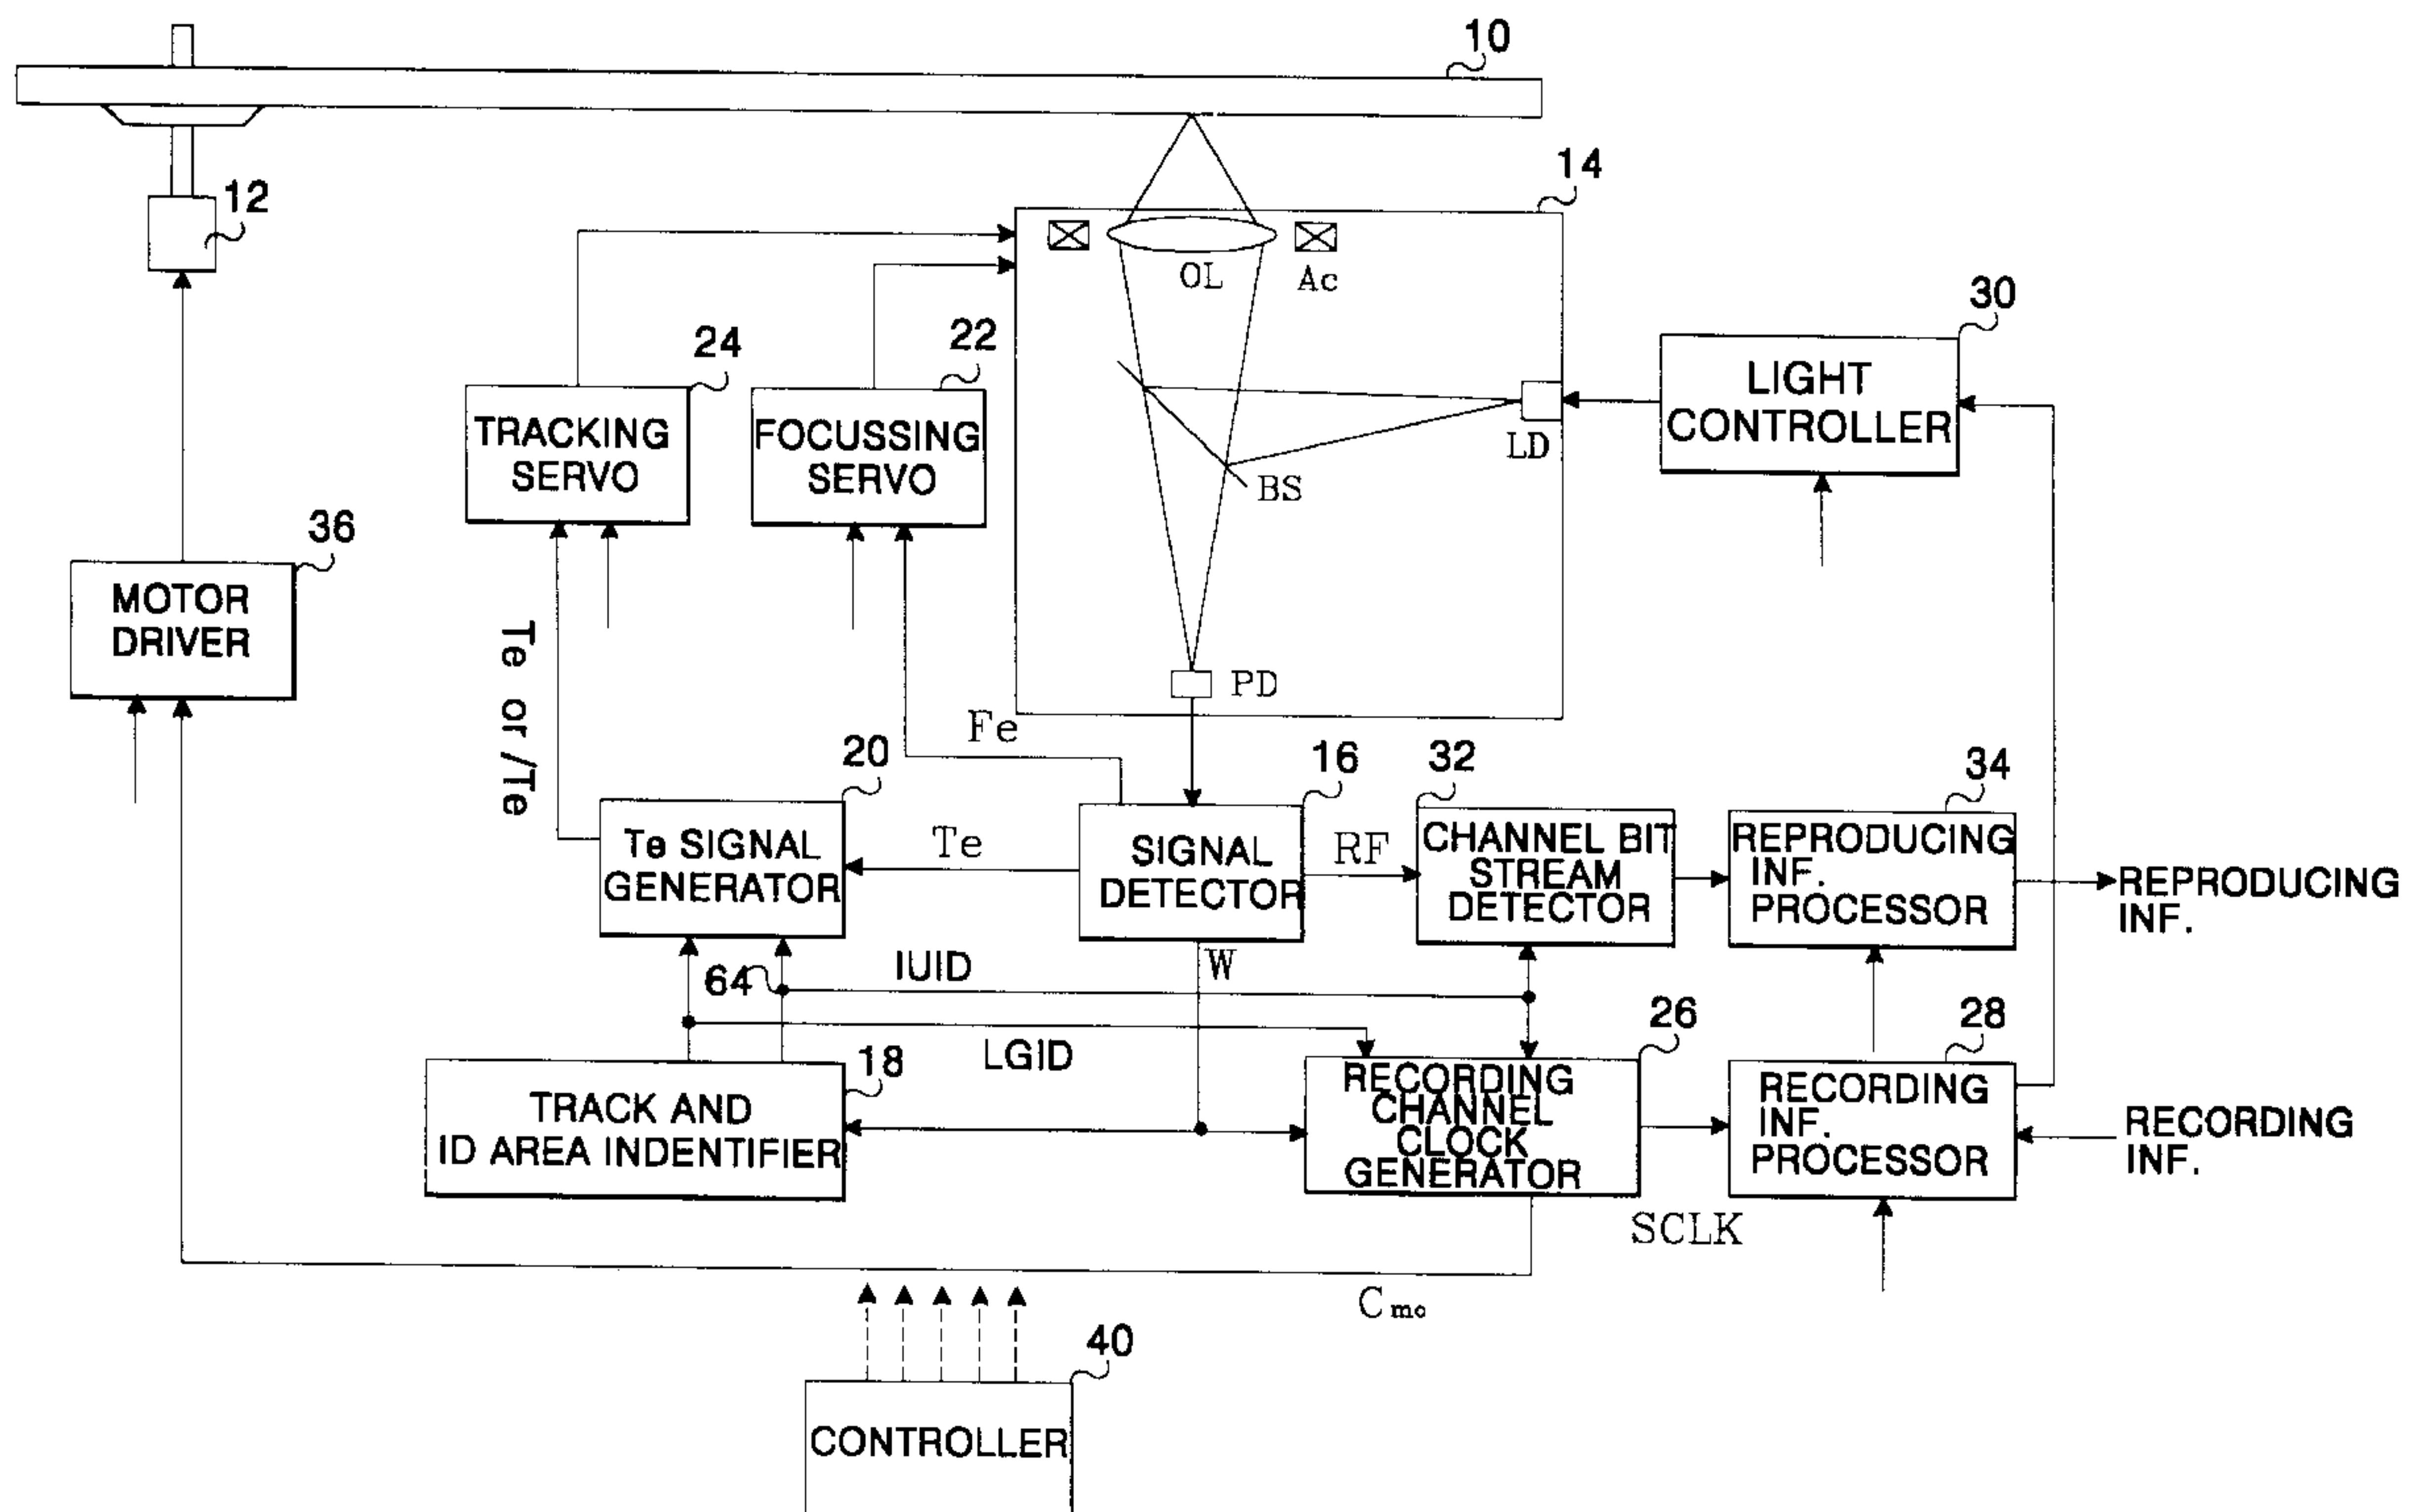 10
12
14
OL
Ac
30
LIGHT
CONTROLLER
24
22
TRACKING
SERVO
FOCUSSING
SERVO
LD
BS
36
MOTOR
DRIVER
Te or /Te
PD
Fe
20
16
32
34
Te SIGNAL
GENERATOR
Te
SIGNAL
DETECTOR
RF
CHANNEL BIT
STREAM
DETECTOR
REPRODUCING
INF.
PROCESSOR
REPRODUCING
INF.
64
IUID
W
LGID
18
26
28
TRACK AND
ID AREA INDENTIFIER
RECORDING
CHANNEL
CLOCK
GENERATOR
RECORDING
INF.
PROCESSOR
RECORDING
INF.
SCLK
Cmo
40
CONTROLLER